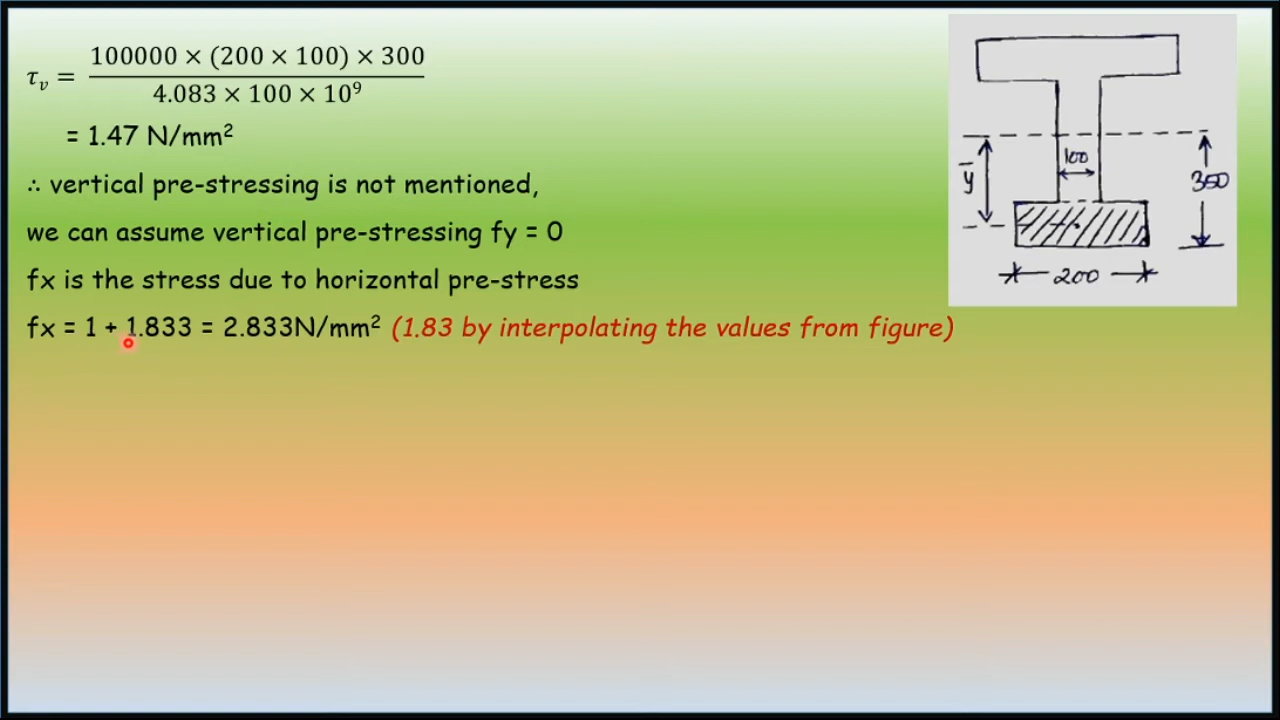 τᵥ = 100000 × (200 × 100) × 300
4.083 × 100 × 10⁹
= 1.47 N/mm²
∴ vertical pre-stressing is not mentioned,
we can assume vertical pre-stressing fy = 0
fx is the stress due to horizontal pre-stress
fx = 1 + 1.833 = 2.833N/mm² (1.83 by interpolating the values from figure)
100
ȳ
350
200